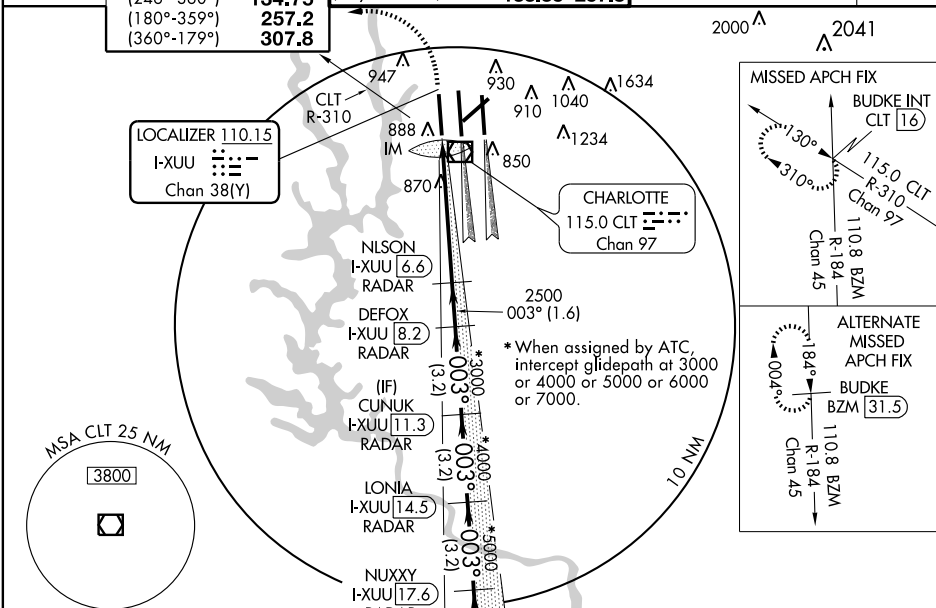 (180°-359°) 257.2
(360°-179°) 307.8
2000
2041
947
930
910
1040
1634
1234
CLT
R-310
888
IM
850
870
LOCALIZER 110.15
I-XUU
Chan 38(Y)
CHARLOTTE
115.0 CLT
Chan 97
NLSON
I-XUU 6.6
RADAR
DEFOX
I-XUU 8.2
RADAR
2500
003° (1.6)
* When assigned by ATC,
intercept glidepath at 3000
or 4000 or 5000 or 6000
or 7000.
(IF)
CUNUK
I-XUU 11.3
RADAR
*3000
003°
(3.2)
LONIA
I-XUU 14.5
RADAR
*4000
003°
(3.2)
NUXXY
I-XUU 17.6
*5000
003°
(3.2)
10 NM
MSA CLT 25 NM
3800
MISSED APCH FIX
BUDKE INT
CLT 16
130°
310°
115.0 CLT
R-310
Chan 97
110.8 BZM
R-184
Chan 45
ALTERNATE
MISSED
APCH FIX
184°
004°
BUDKE
BZM 31.5
110.8 BZM
R-184
Chan 45